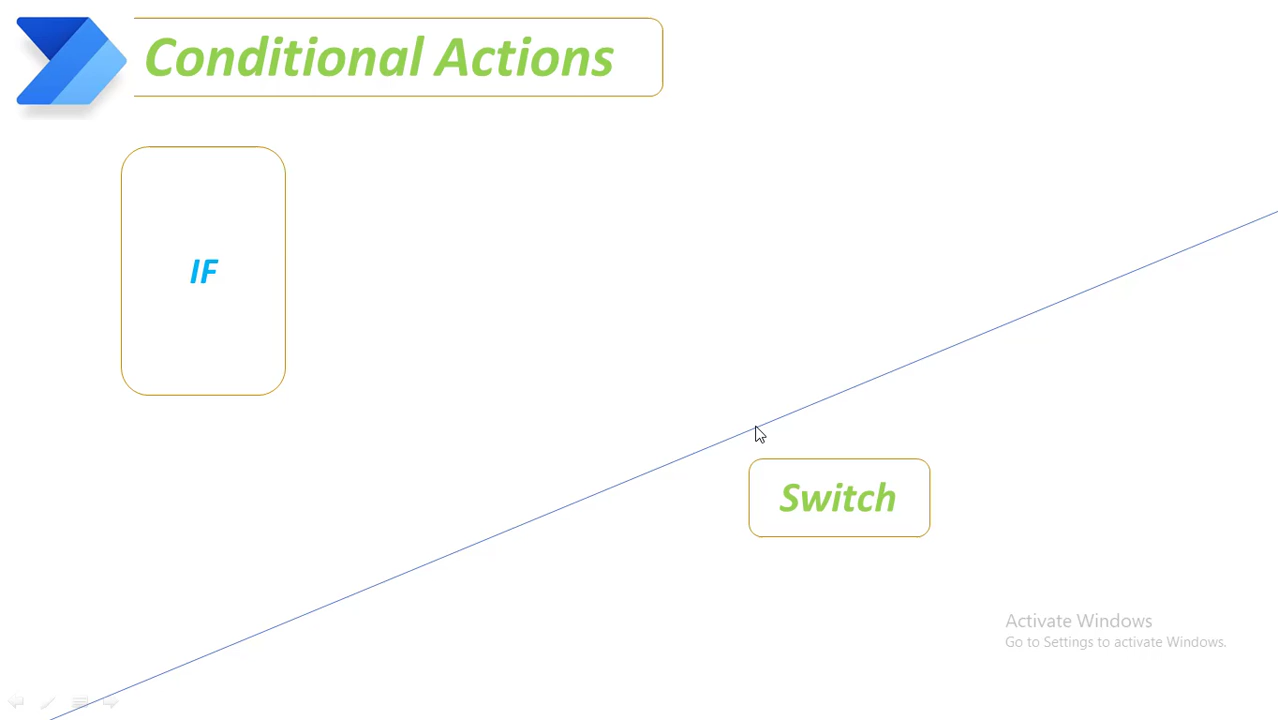 Conditional Actions
IF
Switch
Activate Windows
Go to Settings to activate Windows.